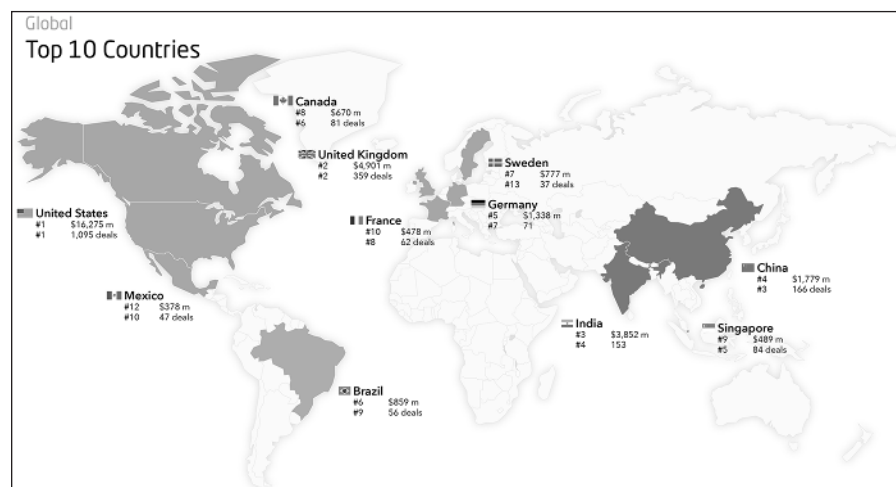 Global
Top 10 Countries
Canada
#8 $670 m
#6 81 deals
United Kingdom
#2 $4,901 m
#2 359 deals
Sweden
#7 $777 m
#13 37 deals
United States
#1 $16,275 m
#1 1,095 deals
France
#10 $478 m
#8 62 deals
Germany
#5 $1,338 m
#7 71
China
#4 $1,779 m
#3 166 deals
Mexico
#12 $378 m
#10 47 deals
India
#3 $3,852 m
#4 153
Singapore
#9 $489 m
#5 84 deals
Brazil
#6 $859 m
#9 56 deals